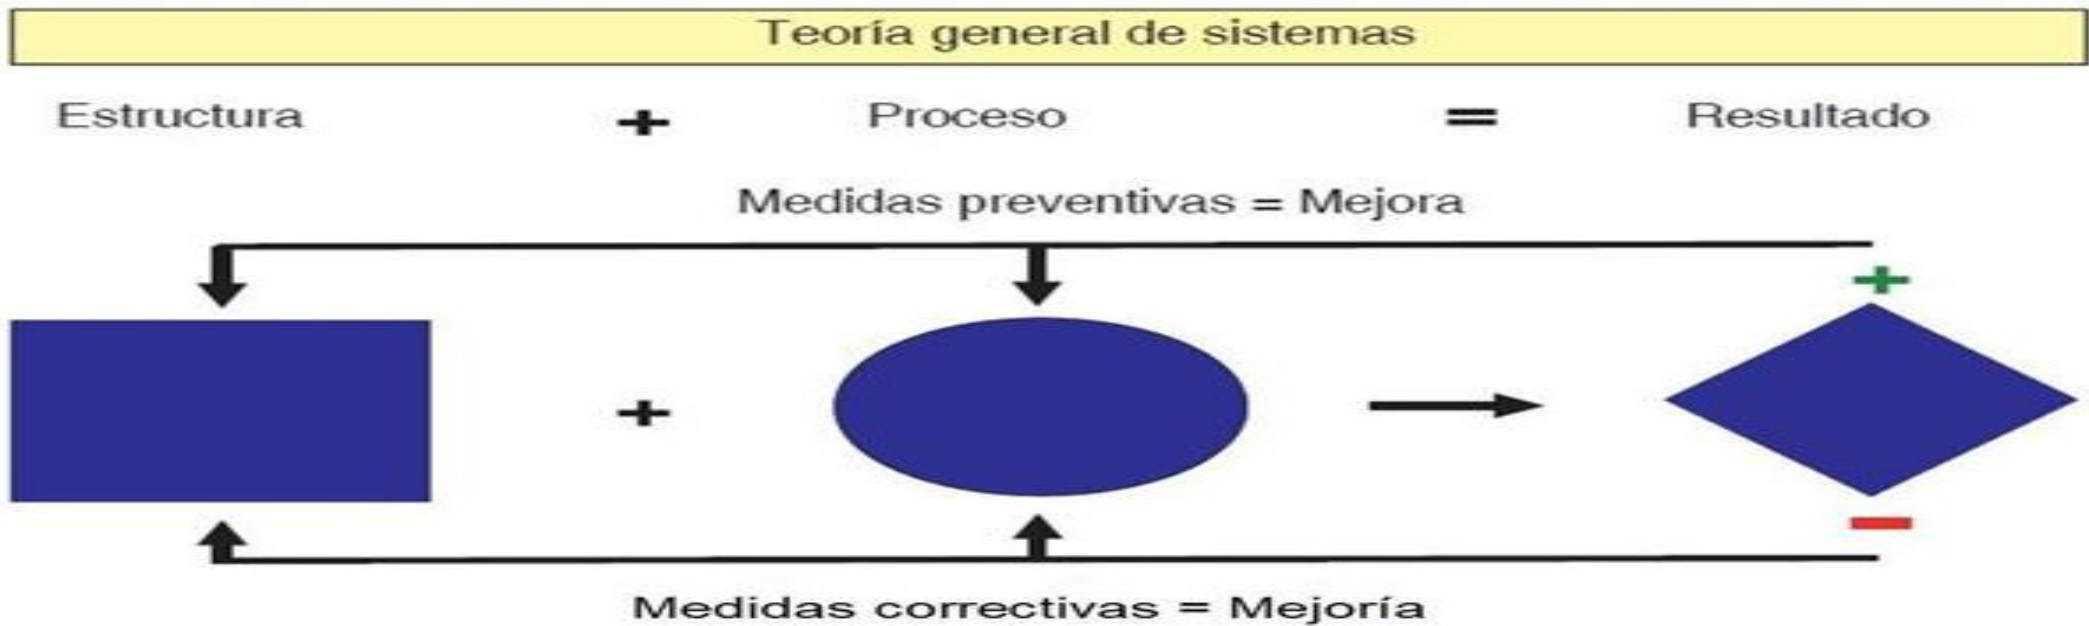 Teoría general de sistemas
Estructura + Proceso = Resultado
Medidas preventivas = Mejora
+
+
−
Medidas correctivas = Mejoría